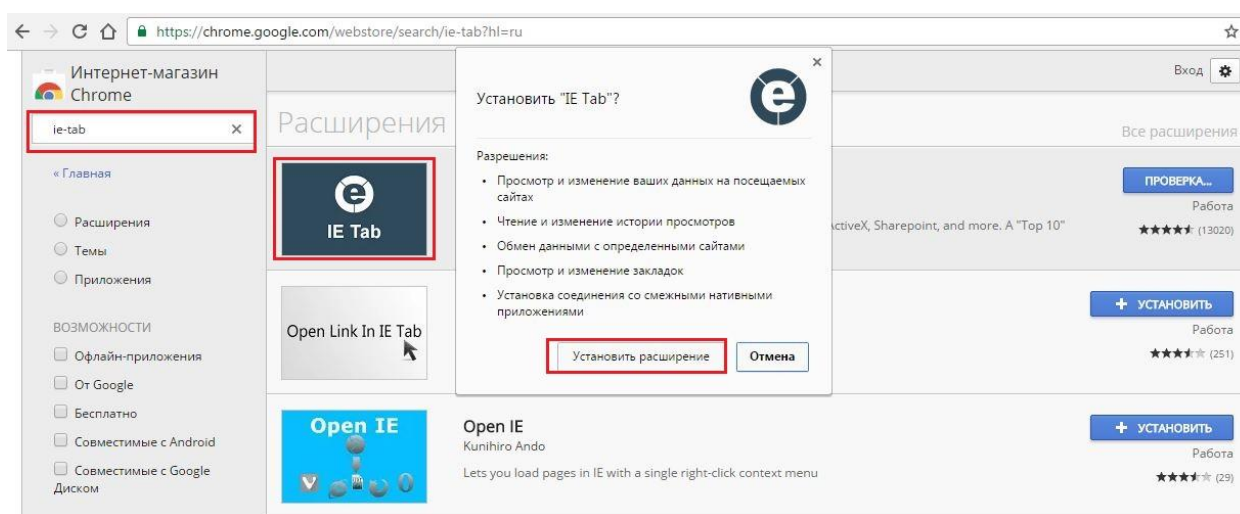 https://chrome.google.com/webstore/search/ie-tab?hl=ru
Интернет-магазин
Chrome
ie-tab
« Главная
Расширения
Темы
Приложения
ВОЗМОЖНОСТИ
Офлайн-приложения
От Google
Бесплатно
Совместимые с Android
Совместимые с Google
Диском
Вход
Расширения
Все расширения
IE Tab
ПРОВЕРКА...
Работа
ctiveX, Sharepoint, and more. A "Top 10"
(13020)
Установить "IE Tab"?
Разрешения:
• Просмотр и изменение ваших данных на посещаемых
сайтах
• Чтение и изменение истории просмотров
• Обмен данными с определенными сайтами
• Просмотр и изменение закладок
• Установка соединения со смежными нативными
приложениями
Установить расширение
Отмена
Open Link In IE Tab
+ УСТАНОВИТЬ
Работа
(251)
Open IE
Open IE
Kunihiro Ando
Lets you load pages in IE with a single right-click context menu
+ УСТАНОВИТЬ
Работа
(29)